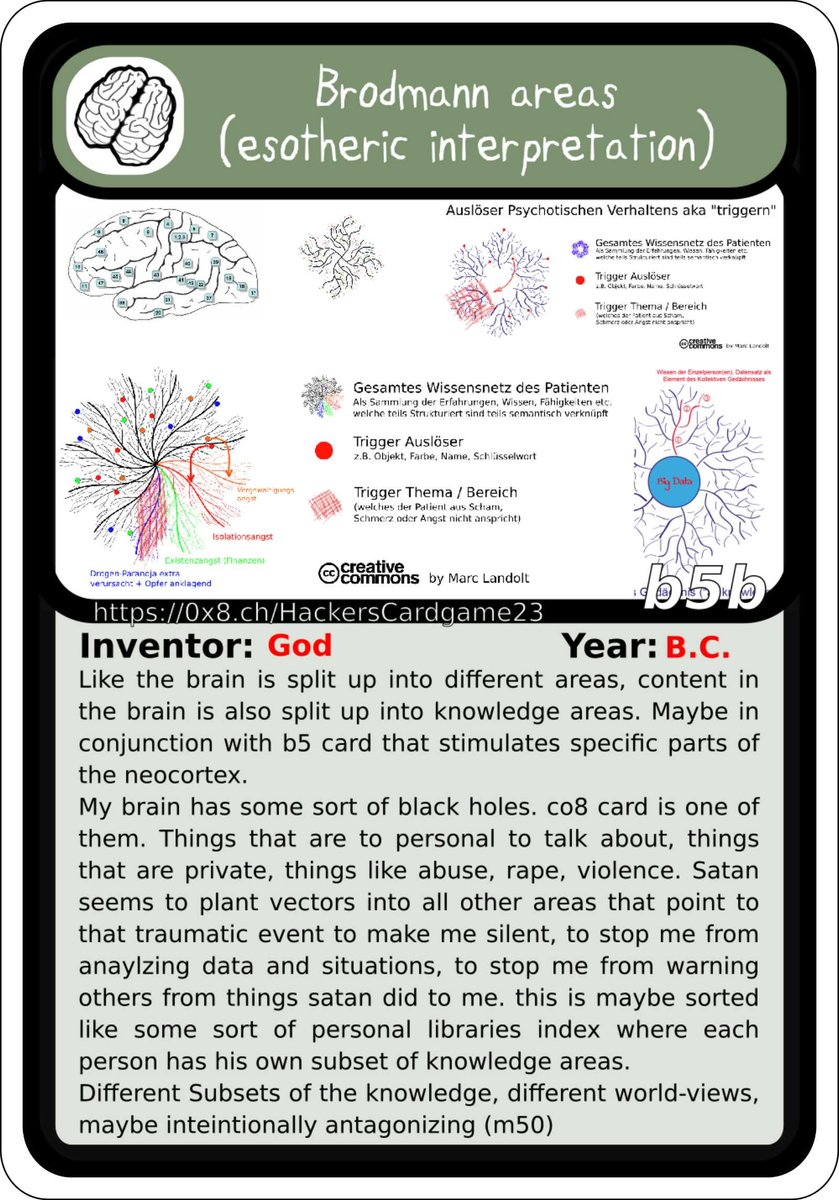 Brodmann areas
(esotheric interpretation)
Auslöser Psychotischen Verhaltens aka "triggern"
Gesamtes Wissensnetz des Patienten
Als Sammlung der Erfahrungen, Wissen, Fähigkeiten etc.
welche teils Strukturiert sind teils semantisch verknüpft
Trigger Auslöser
z.B. Objekt, Farbe, Name, Schlüsselwort
Trigger Thema / Bereich
(welches der Patient aus Scham,
Schmerz oder Angst nicht anspricht)
creative
commons by Marc Landolt
Gesamtes Wissensnetz des Patienten
Als Sammlung der Erfahrungen, Wissen, Fähigkeiten etc.
welche teils Strukturiert sind teils semantisch verknüpft
Trigger Auslöser
z.B. Objekt, Farbe, Name, Schlüsselwort
Trigger Thema / Bereich
(welches der Patient aus Scham,
Schmerz oder Angst nicht anspricht)
cc creative
commons by Marc Landolt
Vergewaltigungs
angst
Isolationsangst
Existenzangst (Finanzen)
Drogen-Paranoja extra
verursacht + Opfer anklagend
Wissen der Einzelperson(en), Datensatz als
Element des Kollektiven Gedächnisses.
Big Data
b5b
https://0x8.ch/HackersCardgame23
Inventor: God Year: B.C.
Like the brain is split up into different areas, content in
the brain is also split up into knowledge areas. Maybe in
conjunction with b5 card that stimulates specific parts of
the neocortex.
My brain has some sort of black holes. co8 card is one of
them. Things that are to personal to talk about, things
that are private, things like abuse, rape, violence. Satan
seems to plant vectors into all other areas that point to
that traumatic event to make me silent, to stop me from
anaylzing data and situations, to stop me from warning
others from things satan did to me. this is maybe sorted
like some sort of personal libraries index where each
person has his own subset of knowledge areas.
Different Subsets of the knowledge, different world-views,
maybe inteintionally antagonizing (m50)